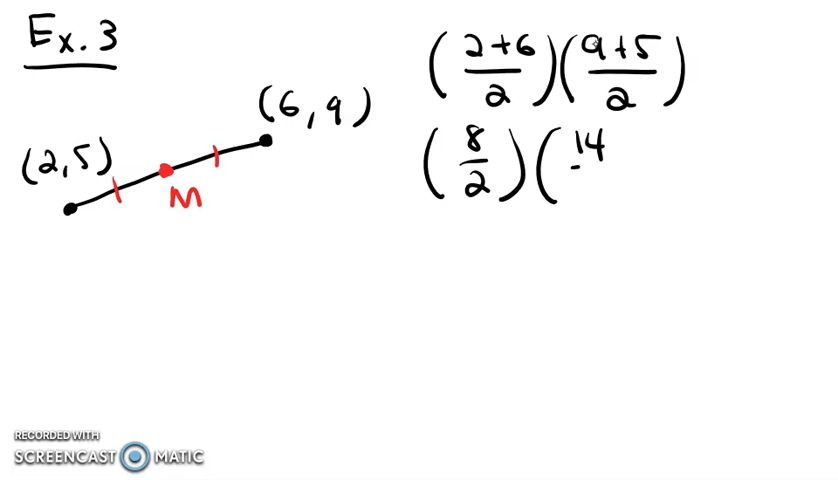 Ex. 3
(2+6/2)(9+5/2)
(6,9)
(2,5)
M
(8/2)(14
RECORDED WITH
SCREENCAST MATIC